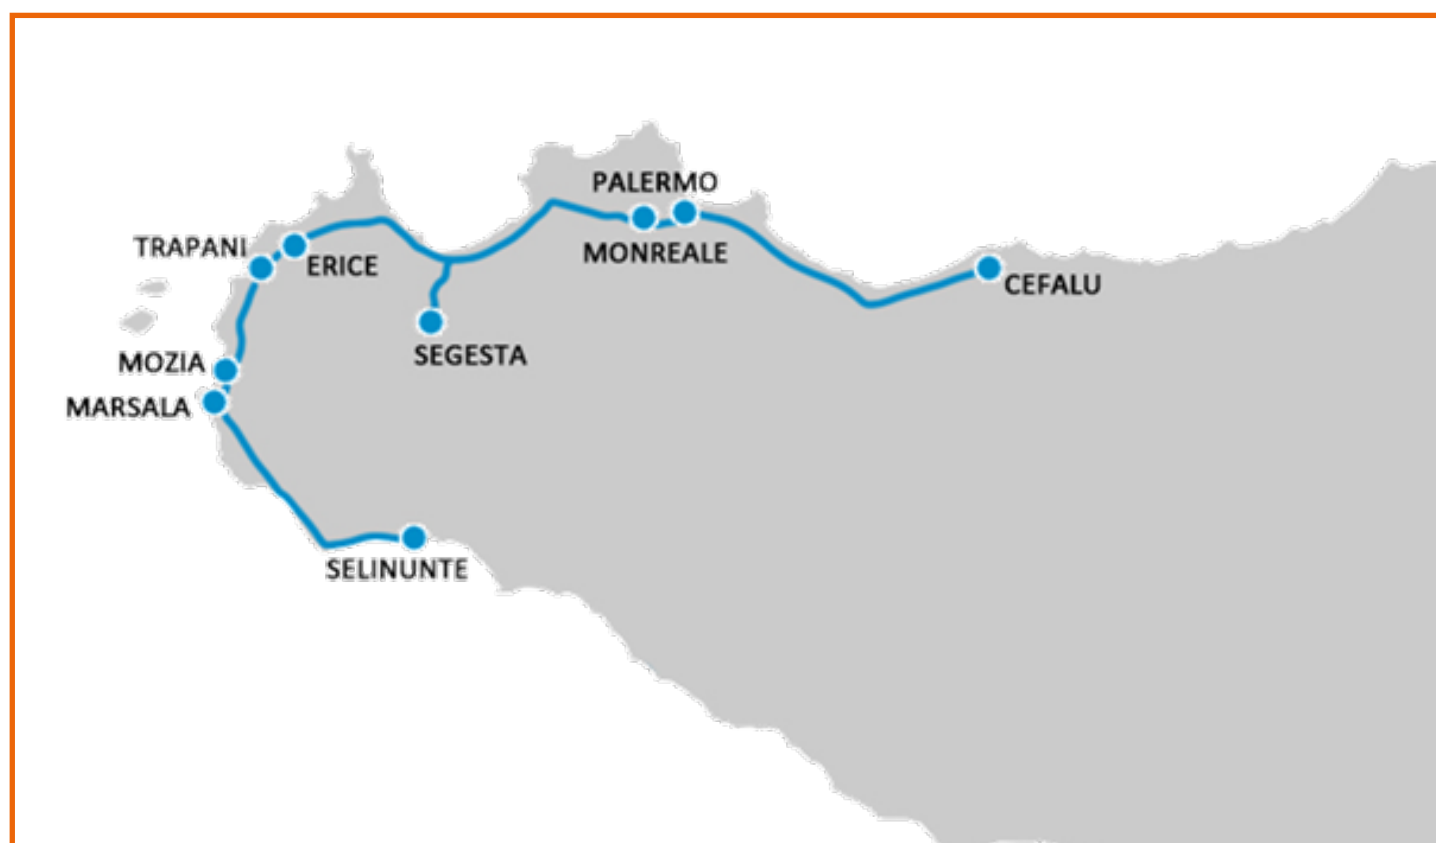 PALERMO
TRAPANI
MONREALE
ERICE
CEFALU
SEGESTA
MOZIA
MARSALA
SELINUNTE